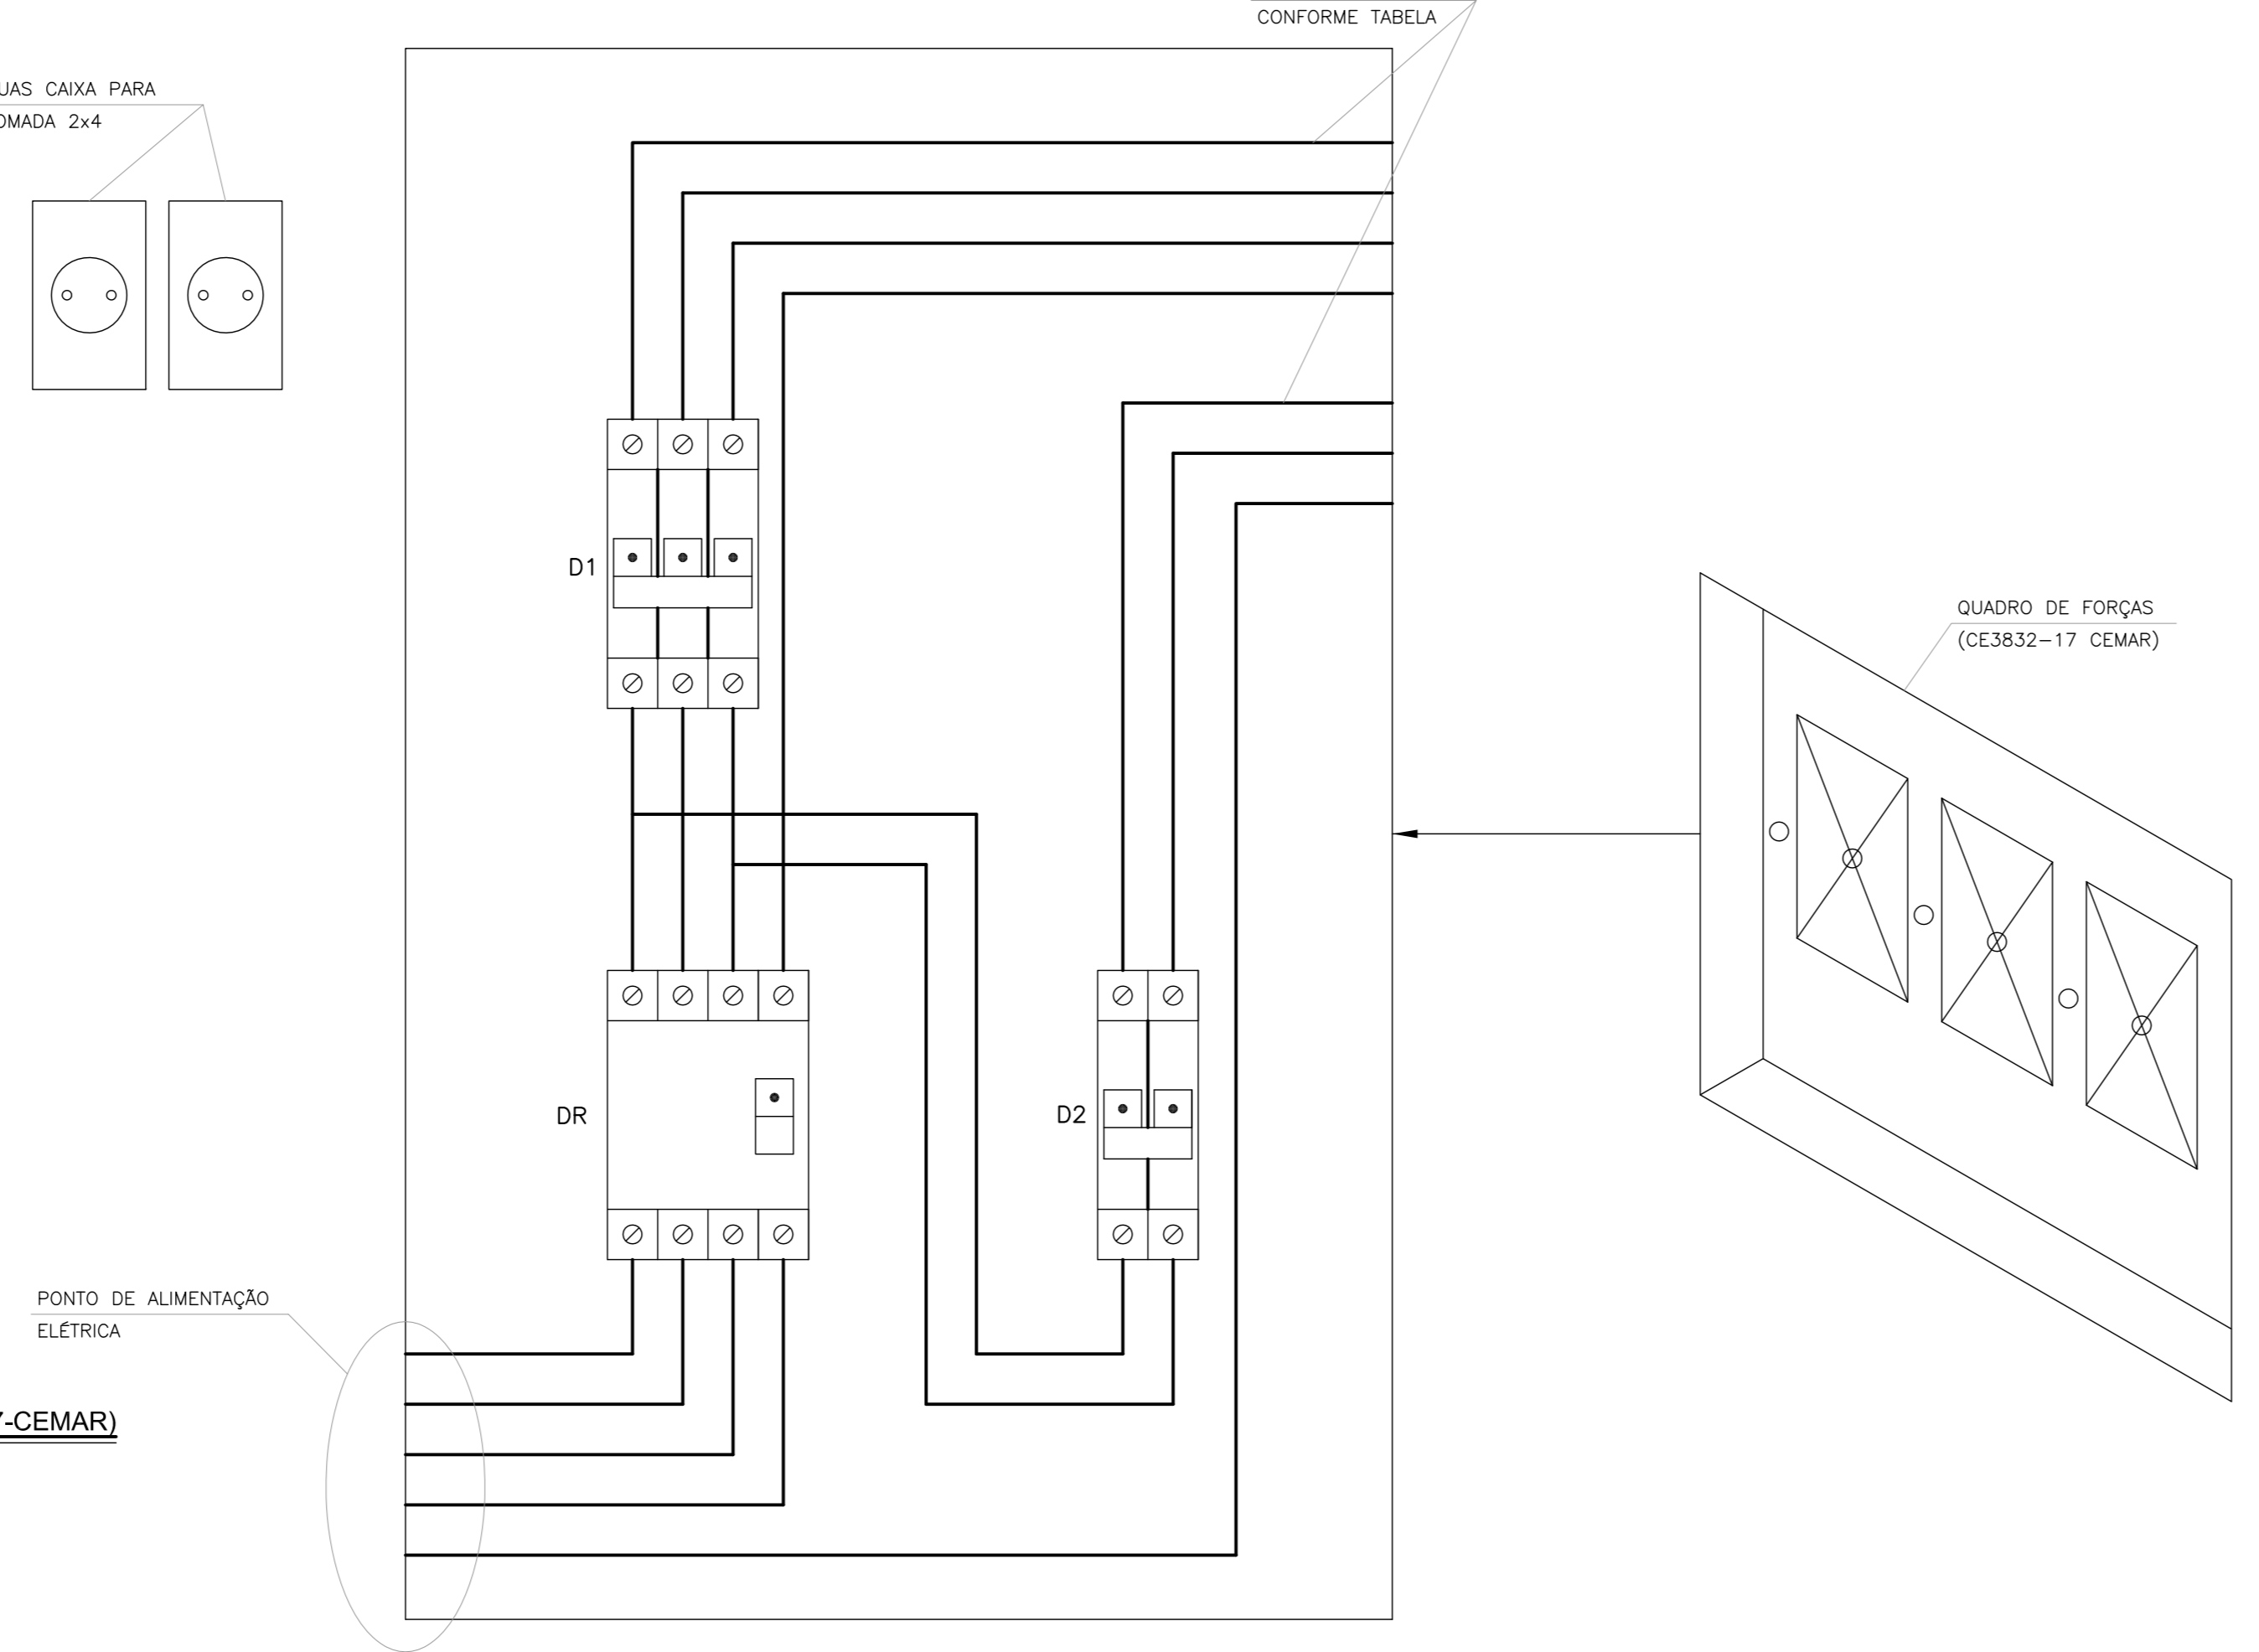 CONFORME TABELA
UAS CAIXA PARA
OMADA 2x4
D1
QUADRO DE FORÇAS
(CE3832-17 CEMAR)
DR
D2
PONTO DE ALIMENTAÇÃO
ELÉTRICA
-CEMAR)